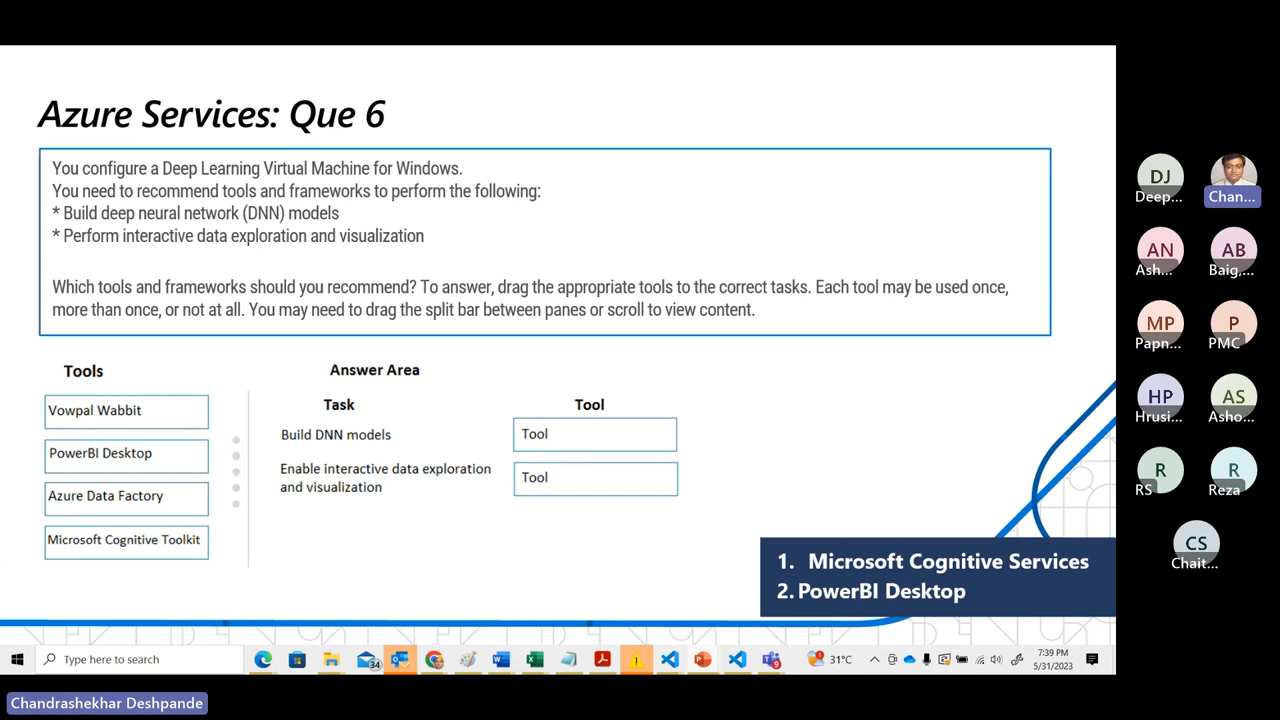 Azure Services: Que 6
You configure a Deep Learning Virtual Machine for Windows.
You need to recommend tools and frameworks to perform the following:
* Build deep neural network (DNN) models
* Perform interactive data exploration and visualization
Which tools and frameworks should you recommend? To answer, drag the appropriate tools to the correct tasks. Each tool may be used once,
more than once, or not at all. You may need to drag the split bar between panes or scroll to view content.
Tools
Vowpal Wabbit
PowerBI Desktop
Azure Data Factory
Microsoft Cognitive Toolkit
Answer Area
Task
Tool
Build DNN models
Tool
Enable interactive data exploration
and visualization
Tool
1. Microsoft Cognitive Services
2. PowerBI Desktop
DJ
Deep...
Chan...
AN
Ash...
AB
Baig,...
MP
Papn...
P
PMC
HP
Hrusi...
AS
Asho...
R
RS
R
Reza
CS
Chait...
Type here to search
34
9
31°C
7:39 PM
5/31/2023
Chandrashekhar Deshpande